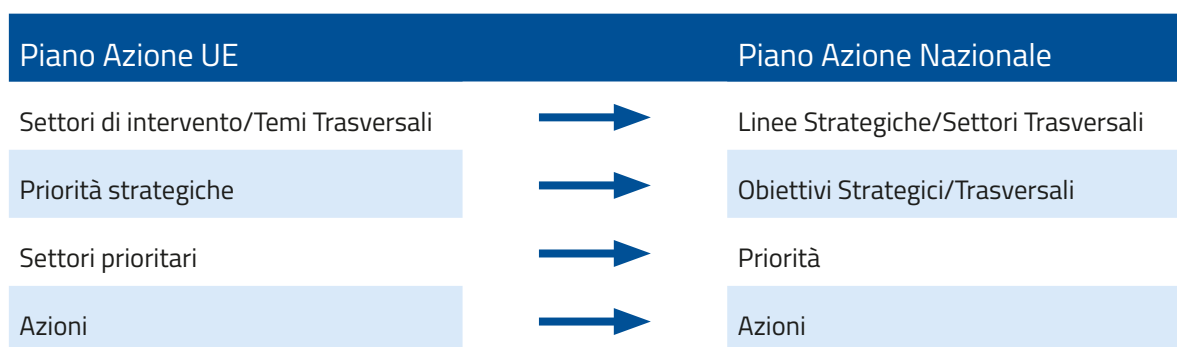 Piano Azione UE Piano Azione Nazionale
Settori di intervento/Temi Trasversali Linee Strategiche/Settori Trasversali
Priorità strategiche Obiettivi Strategici/Trasversali
Settori prioritari Priorità
Azioni Azioni